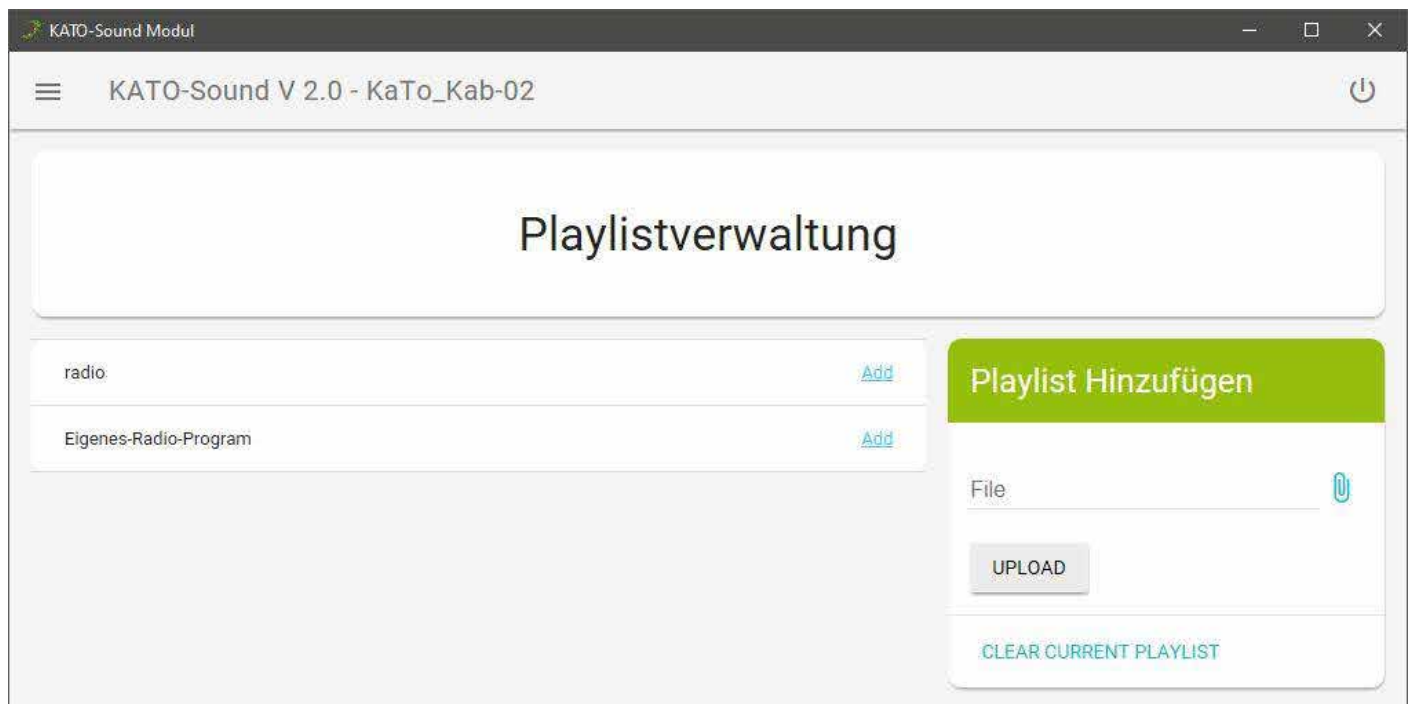 KATO-Sound Modul
KATO-Sound V 2.0 - KaTo_Kab-02
Playlistverwaltung
radio Add
Eigenes-Radio-Program Add
Playlist Hinzufügen
File
UPLOAD
CLEAR CURRENT PLAYLIST